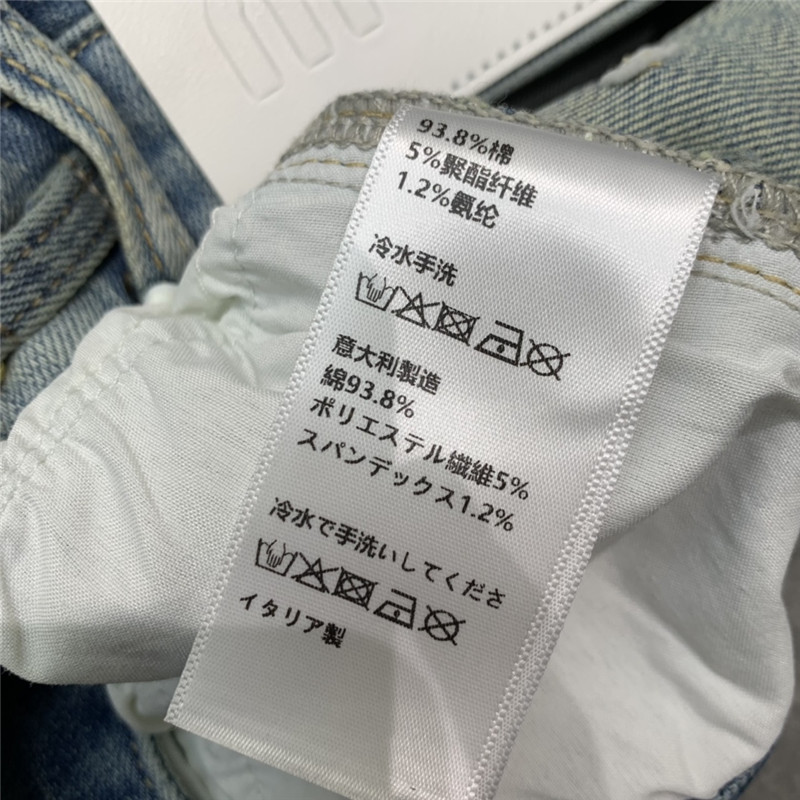 93.8%棉
5%聚酯纤维
1.2%氨纶
冷水手洗
意大利製造
綿93.8%
ポリエステル繊維5%
スパンデックス1.2%
冷水で手洗いしてくださ
イタリア製